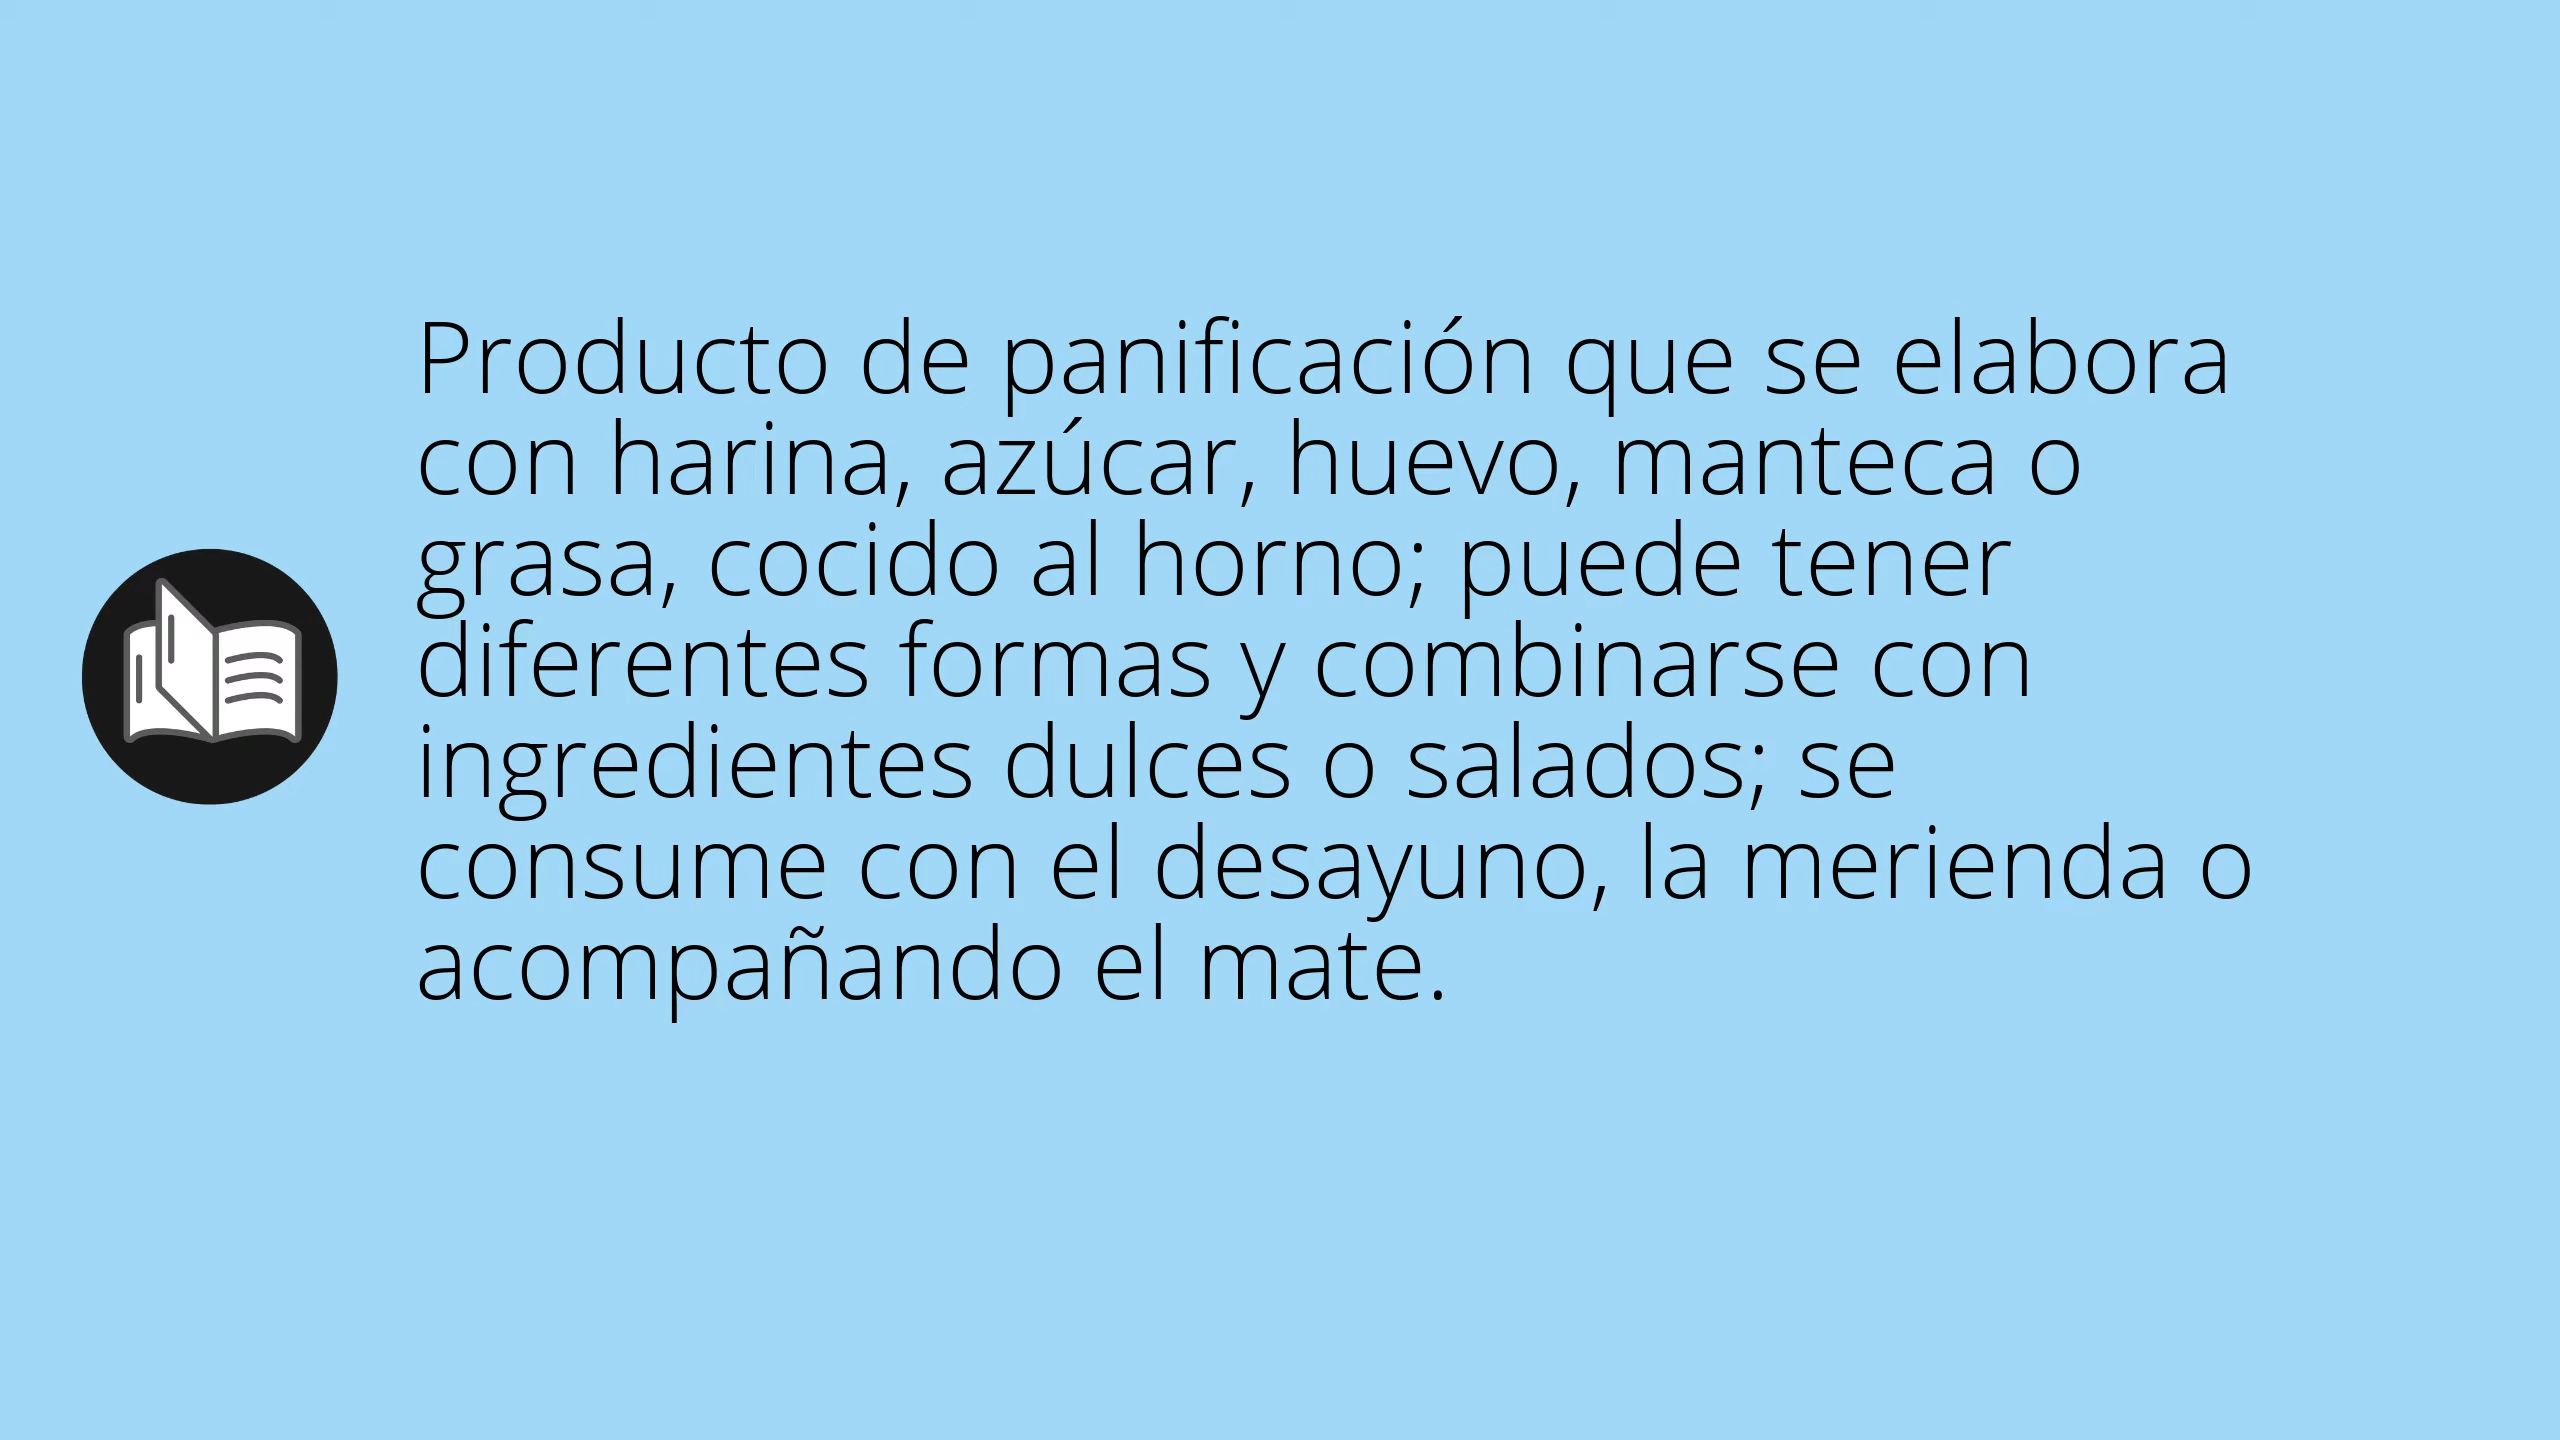 Producto de panificación que se elabora
con harina, azúcar, huevo, manteca o
grasa, cocido al horno; puede tener
diferentes formas y combinarse con
ingredientes dulces o salados; se
consume con el desayuno, la merienda o
acompañando el mate.